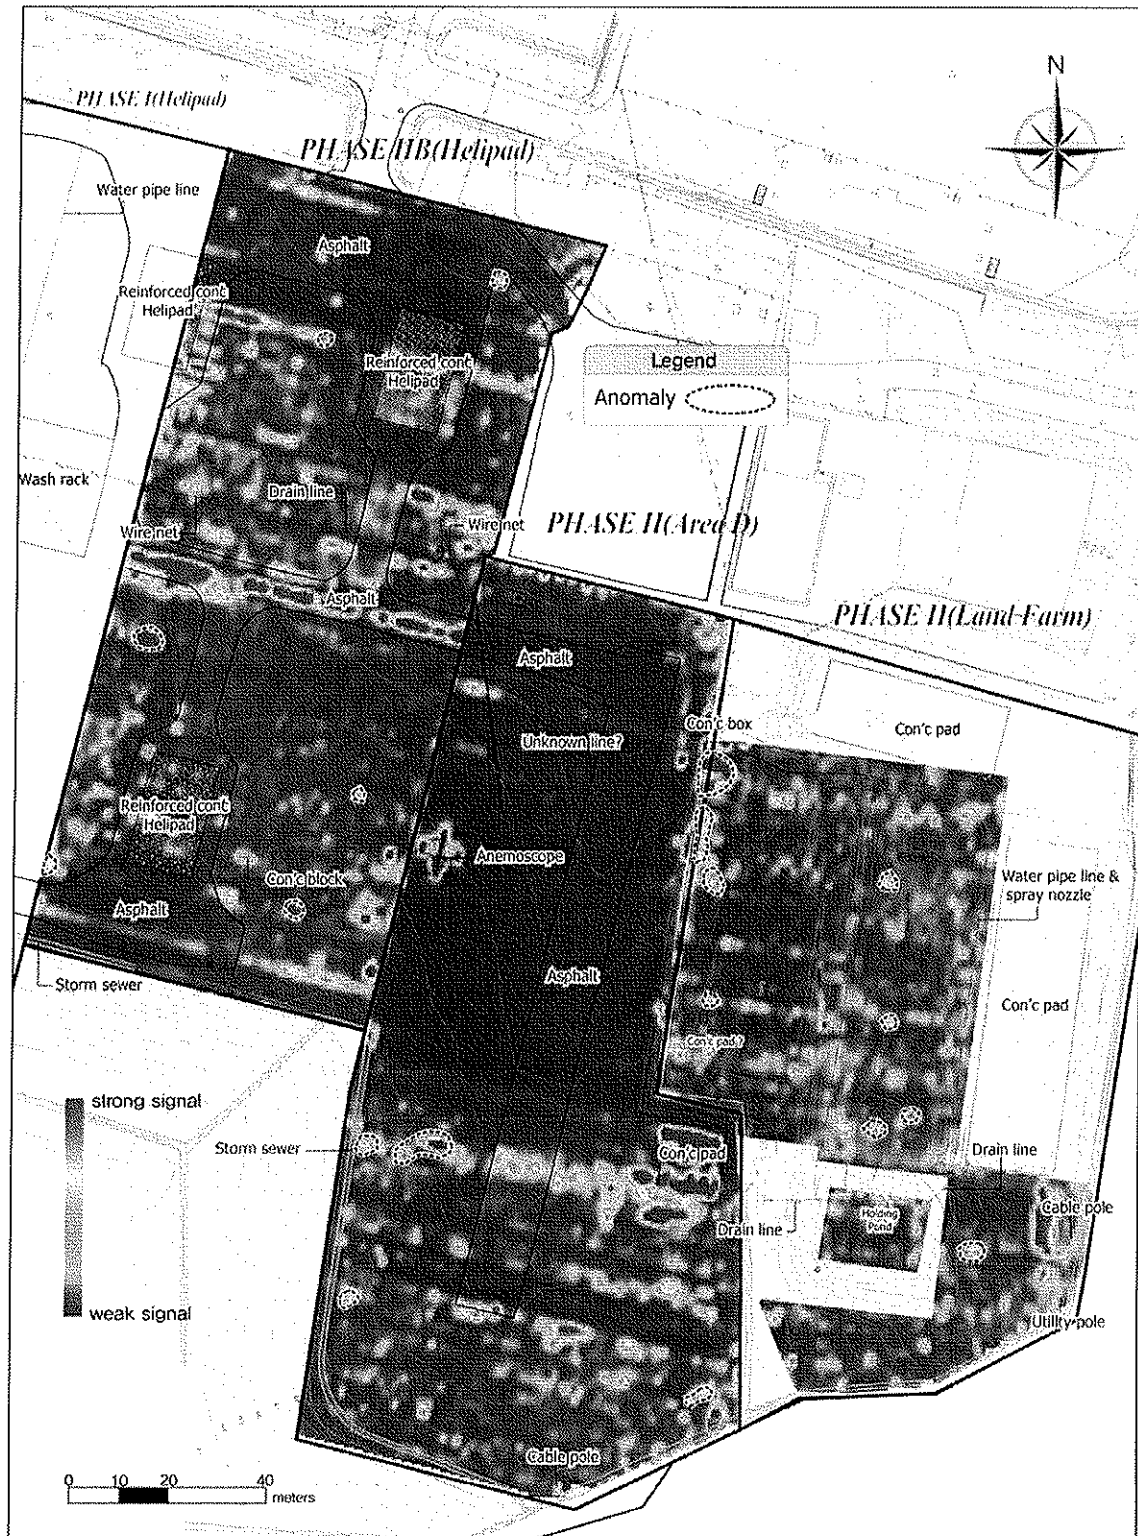 N
PHASE I(Helipad)
PHASE IIB(Helipad)
Water pipe line
Asphalt
Reinforced con'c
Helipad
Reinforced con'c
Helipad
Legend
Anomaly
Wash rack
Drain line
Wire net
Wire net
PHASE II(Area D)
Asphalt
PHASE II(Land Farm)
Asphalt
Con'c box
Con'c pad
Unknown line?
Reinforced con'c
Helipad
Anemoscope
Con'c block
Water pipe line &
spray nozzle
Asphalt
Storm sewer
Asphalt
Con'c pad
Con'c pad?
strong signal
weak signal
Storm sewer
Con'c pad
Drain line
Cable pole
Holding
Pond
Drain line
Utility pole
Cable pole
0 10 20 40
meters